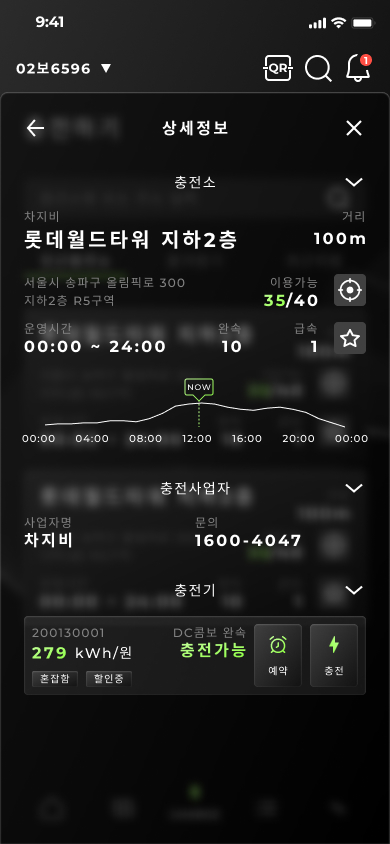 9:41
02보6596 ▼
QR
1
상세정보
충전소
차지비 거리
롯데월드타워 지하2층 100m
서울시 송파구 올림픽로 300 이용가능
지하2층 R5구역 35/40
운영시간 완속 급속
00:00 ~ 24:00 10 1
NOW
00:00 04:00 08:00 12:00 16:00 20:00 00:00
충전사업자
사업자명 문의
차지비 1600-4047
충전기
200130001 DC콤보 완속
279 kWh/원 충전가능
혼잡함 할인중 예약 충전